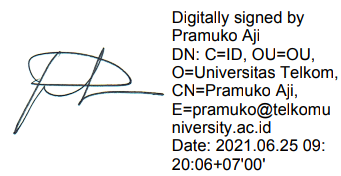 Digitally signed by
Pramuko Aji
DN: C=ID, OU=OU,
O=Universitas Telkom,
CN=Pramuko Aji,
E=pramuko@telkomu
niversity.ac.id
Date: 2021.06.25 09:
20:06+07'00'